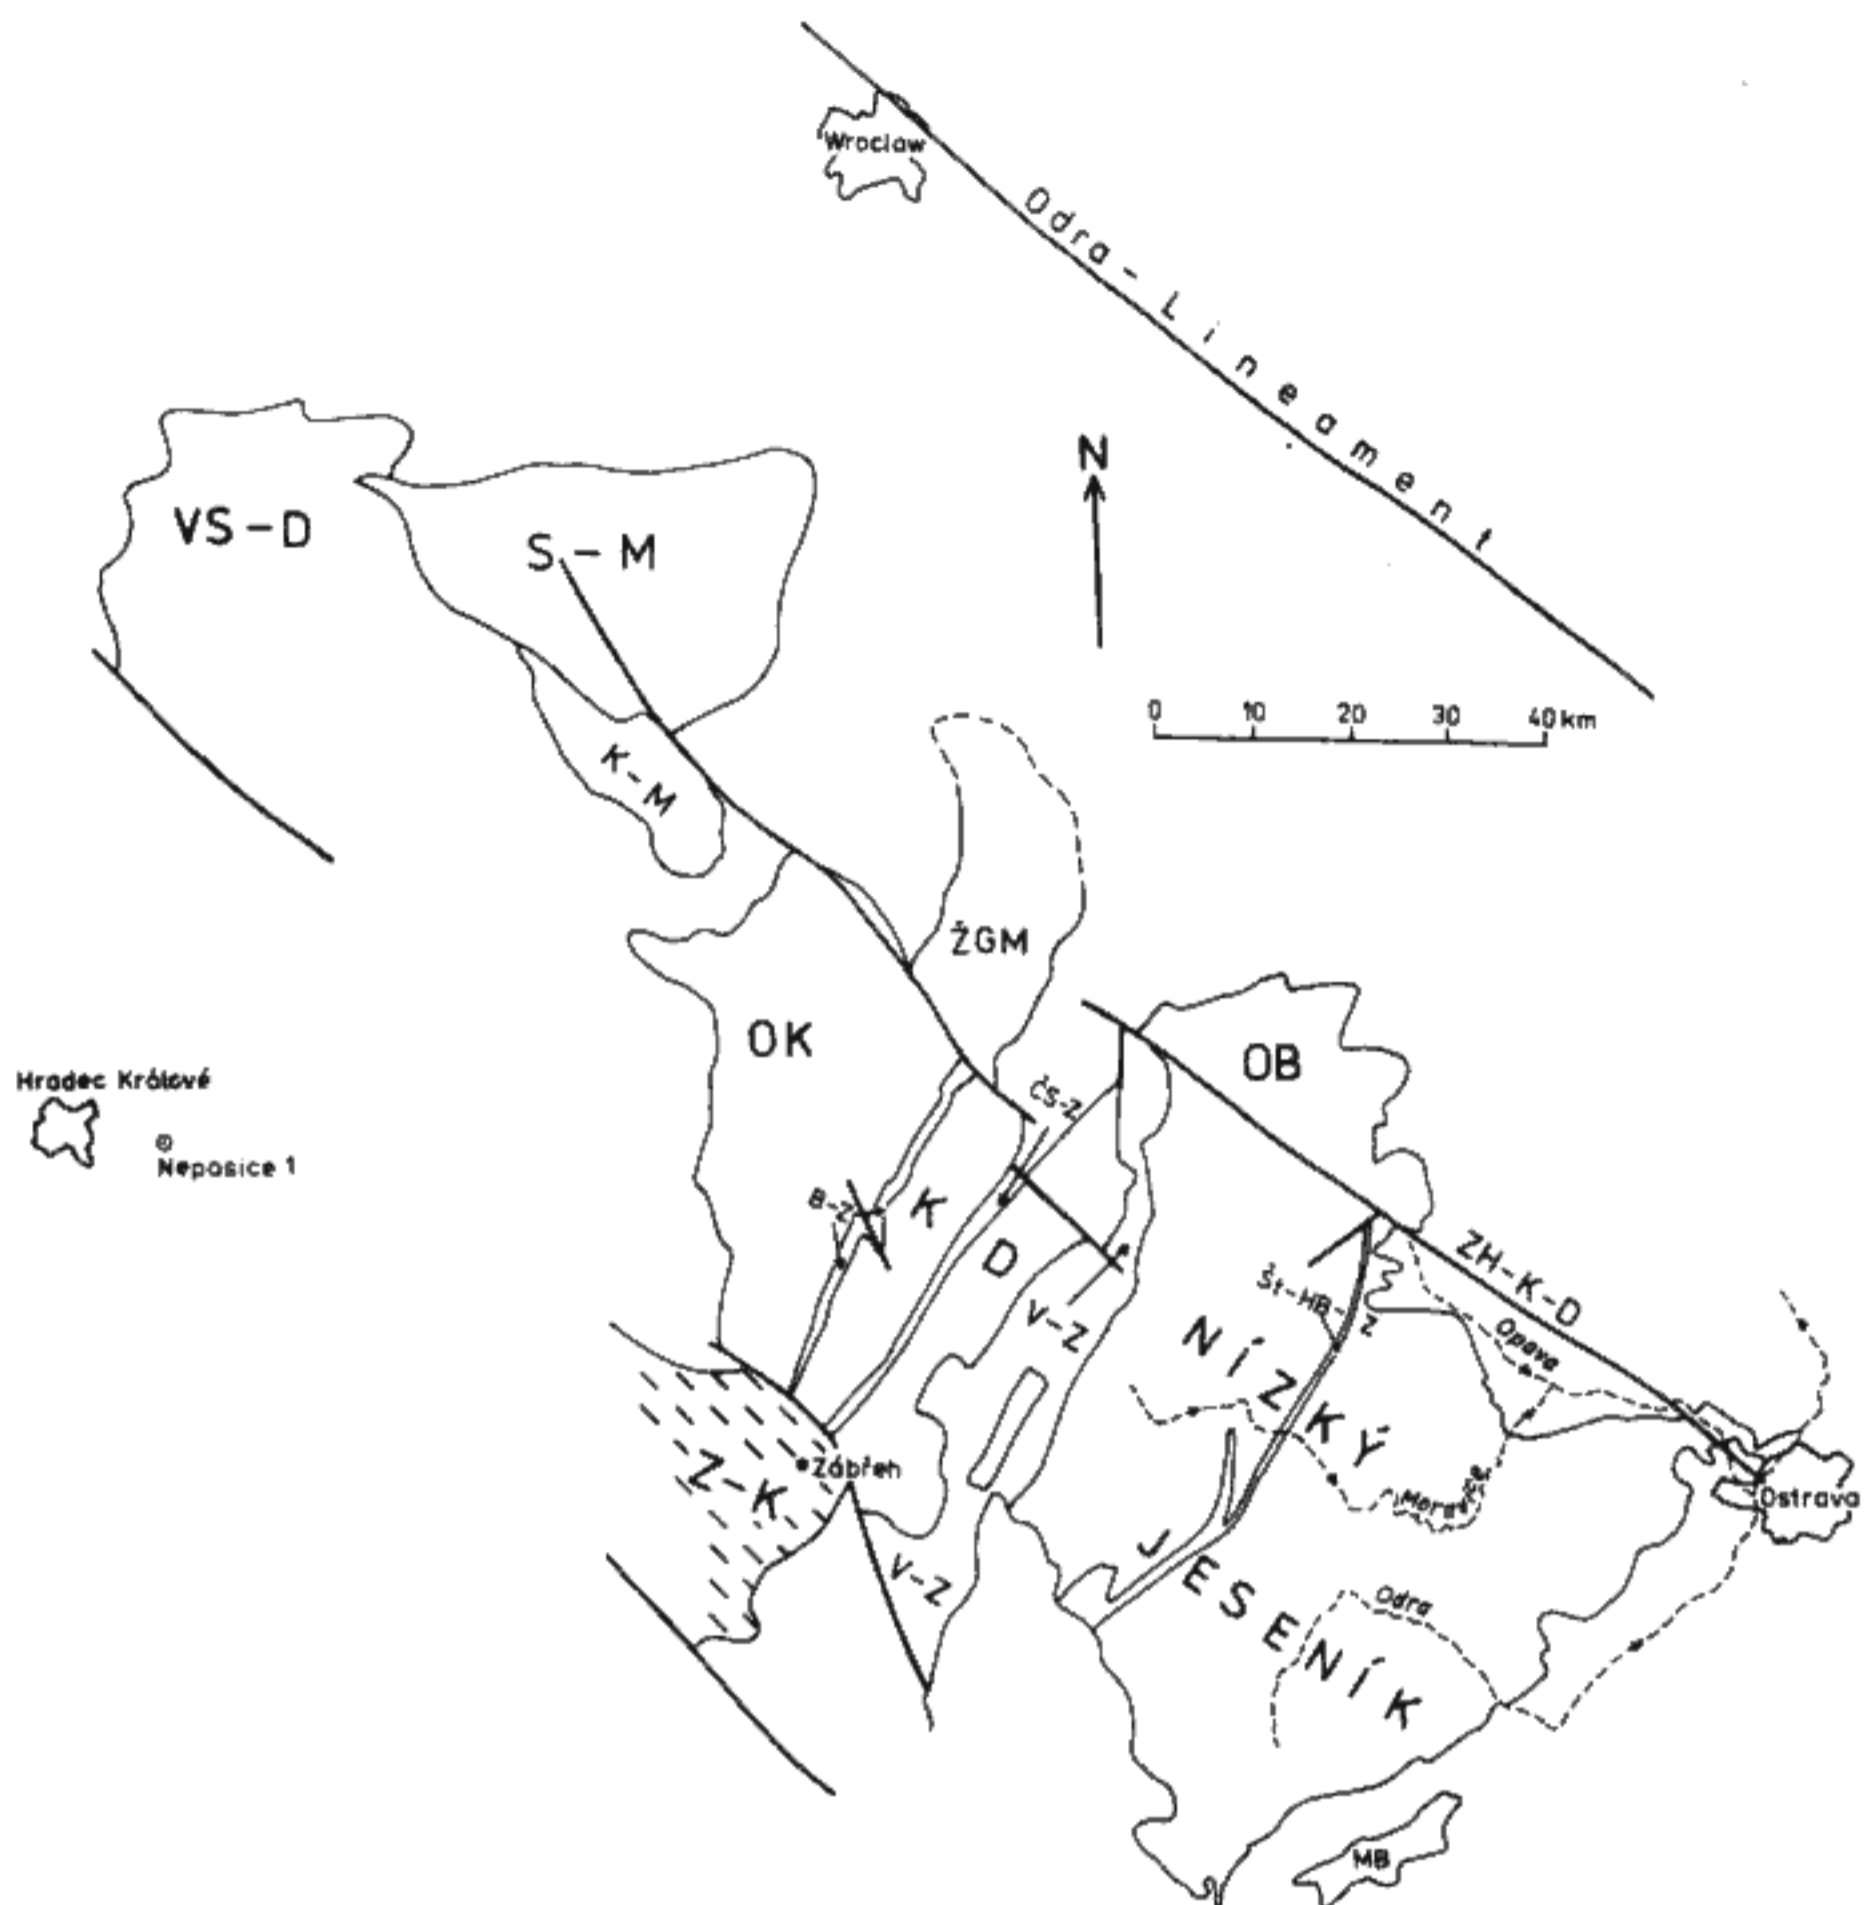 Wroclaw
Odra-Lineament
N
VS-D
S-M
0 10 20 30 40 km
K-M
ŽGM
OK
OB
Hradec Králové
Neposice 1
ČS-Z
B-Z
K
D
V-Z
ZH-K-D
Št-HB-Z
Opava
NÍZKÝ
Z-K
Zábřeh
Ostrava
V-Z
JESENÍK
Odra
MB